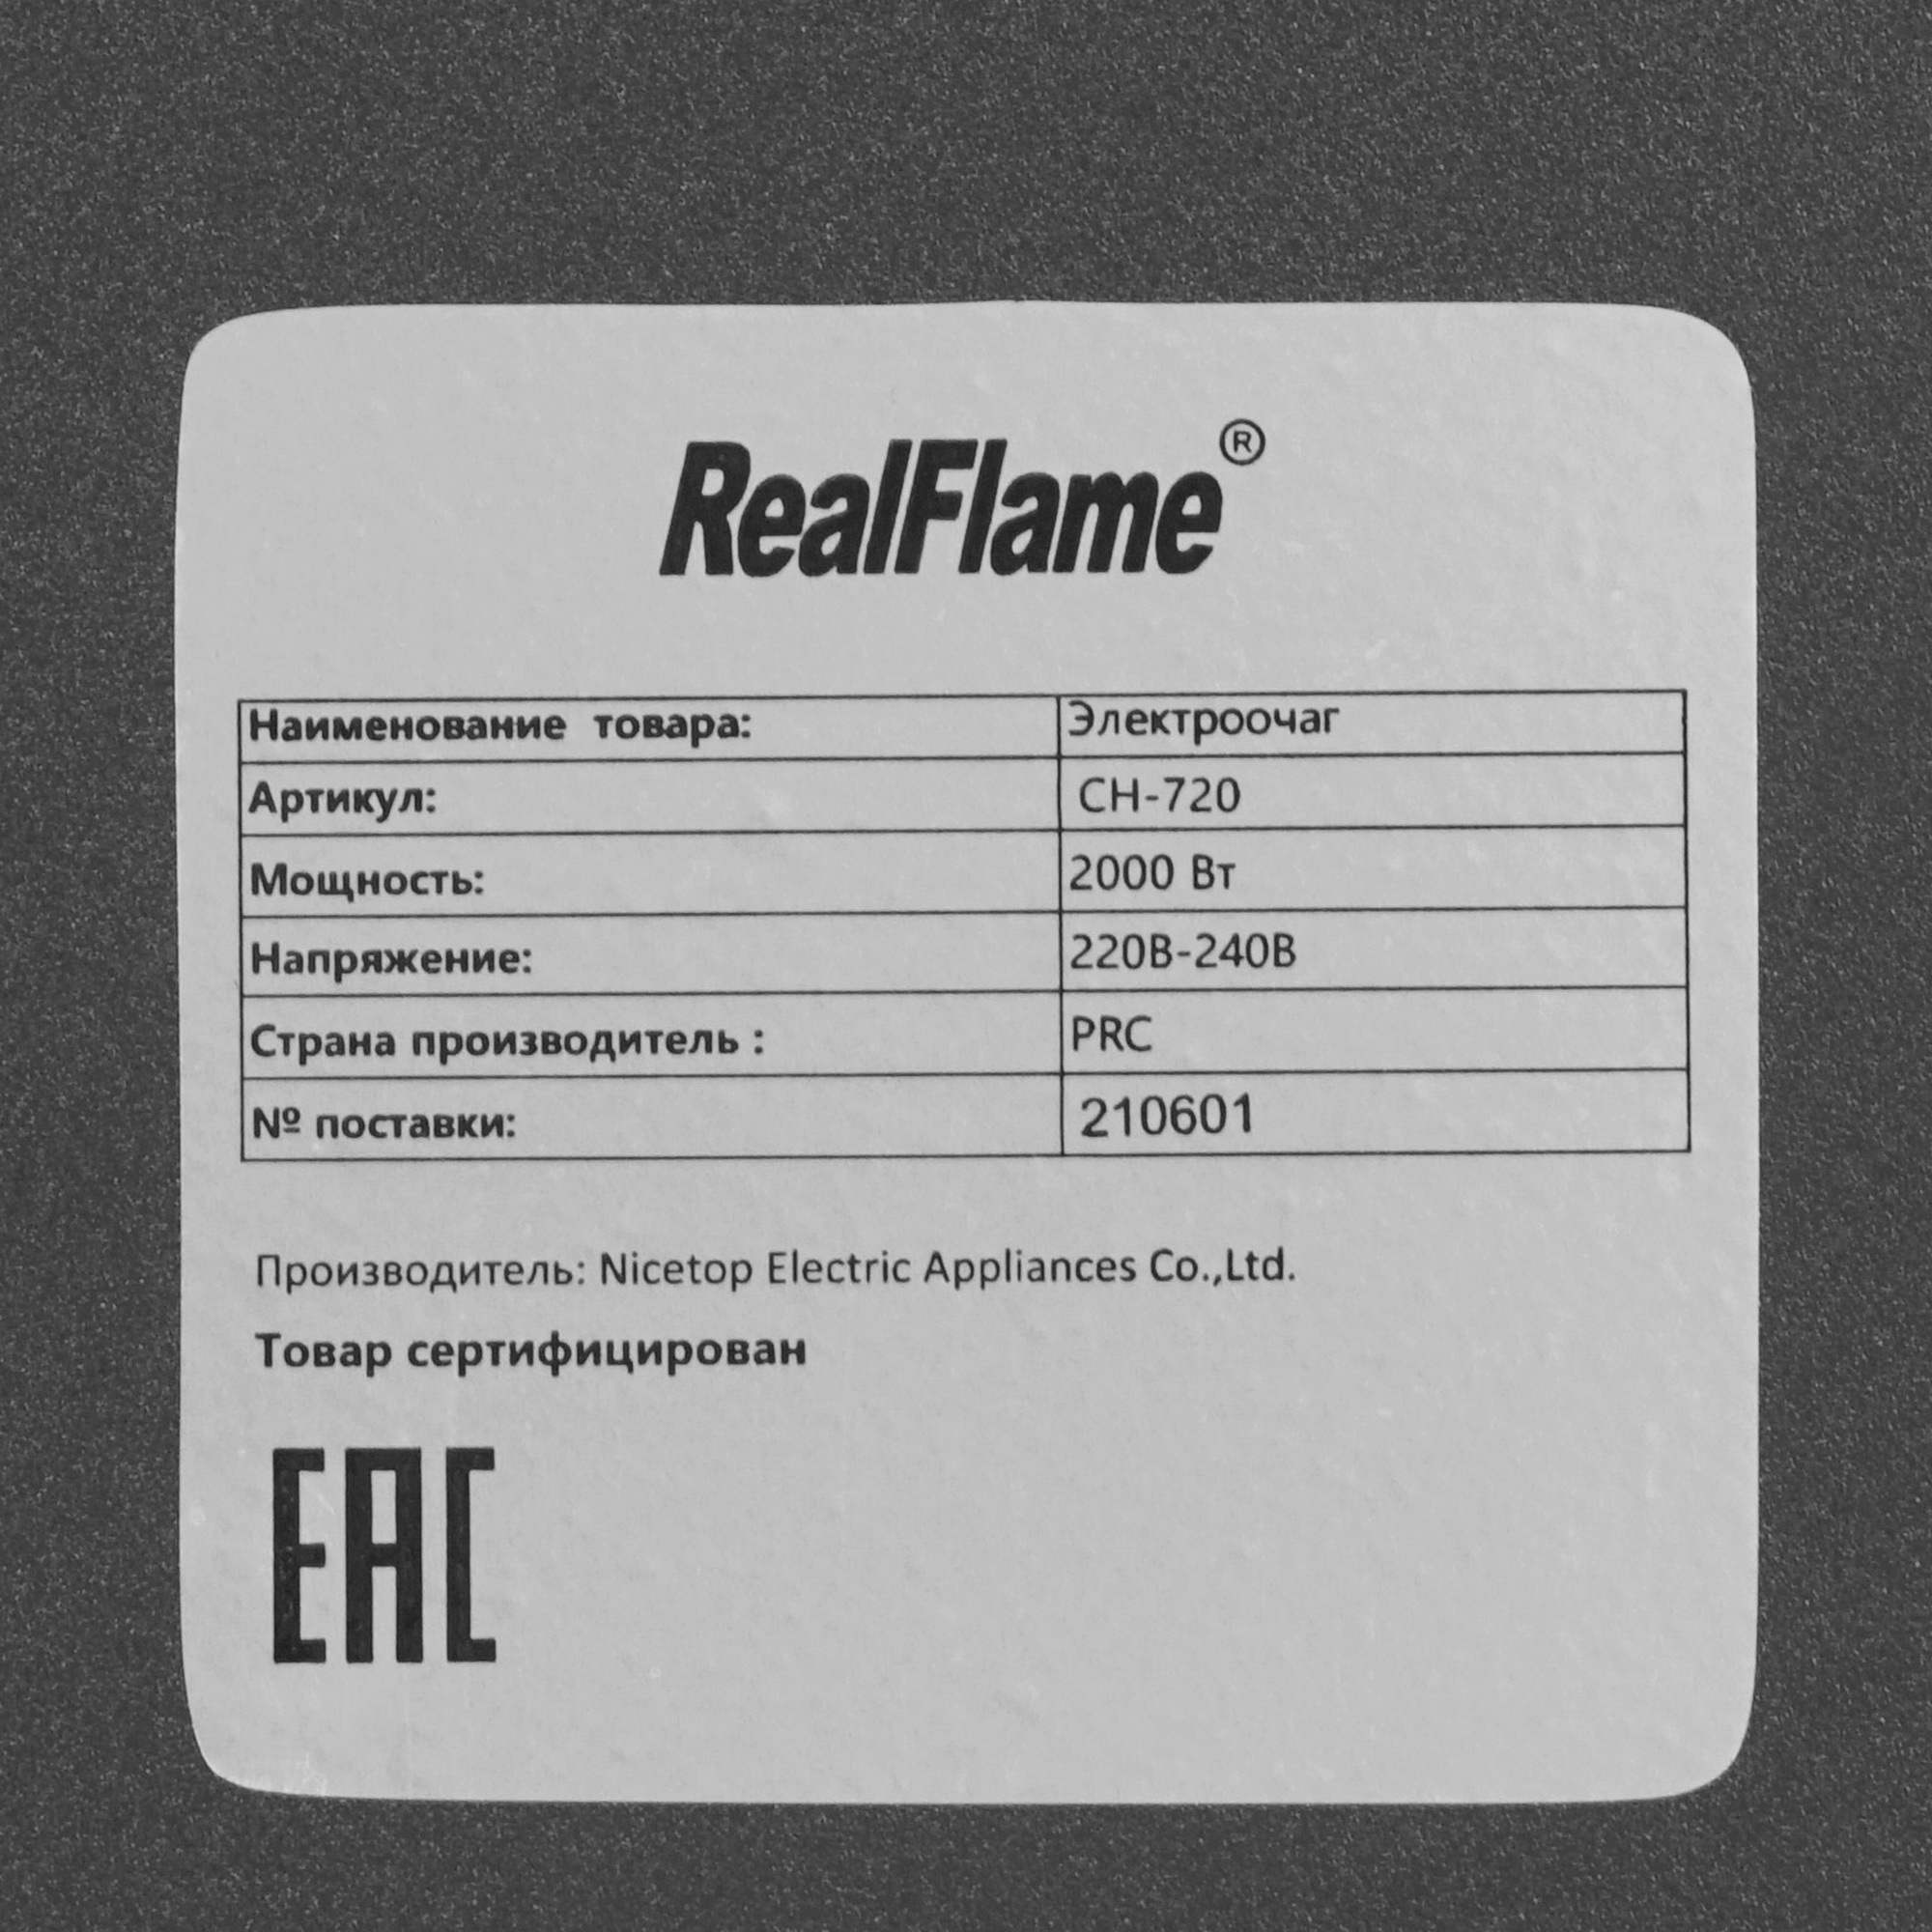 RealFlame®
Наименование товара: Электроочаг
Артикул: CH-720
Мощность: 2000 Вт
Напряжение: 220В-240В
Страна производитель : PRC
№ поставки: 210601
Производитель: Nicetop Electric Appliances Co.,Ltd.
Товар сертифицирован
EAC